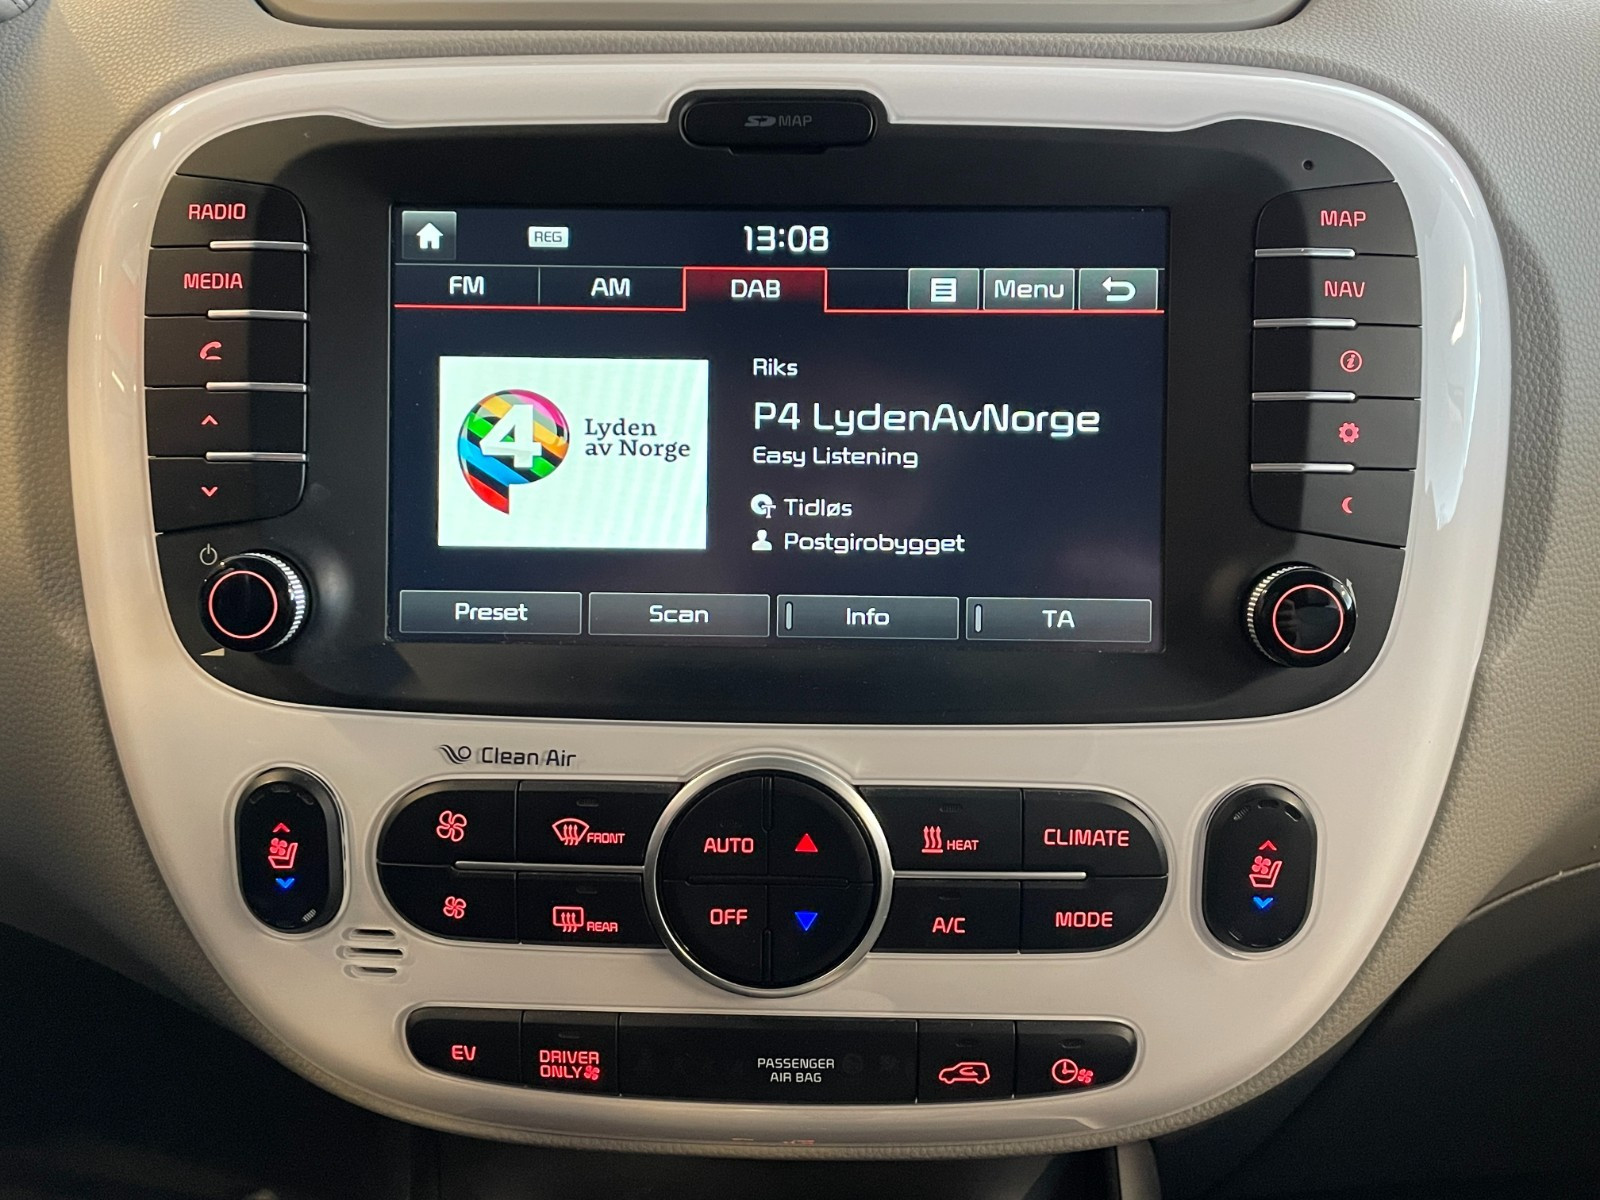 SD MAP
RADIO
MEDIA
MAP
NAV
REG
13:08
FM
AM
DAB
Menu
4
Lyden
av Norge
Riks
P4 LydenAvNorge
Easy Listening
Tidløs
Postgirobygget
Preset
Scan
Info
TA
Clean Air
FRONT
REAR
AUTO
OFF
HEAT
CLIMATE
A/C
MODE
EV
DRIVER
ONLY
PASSENGER
AIR BAG